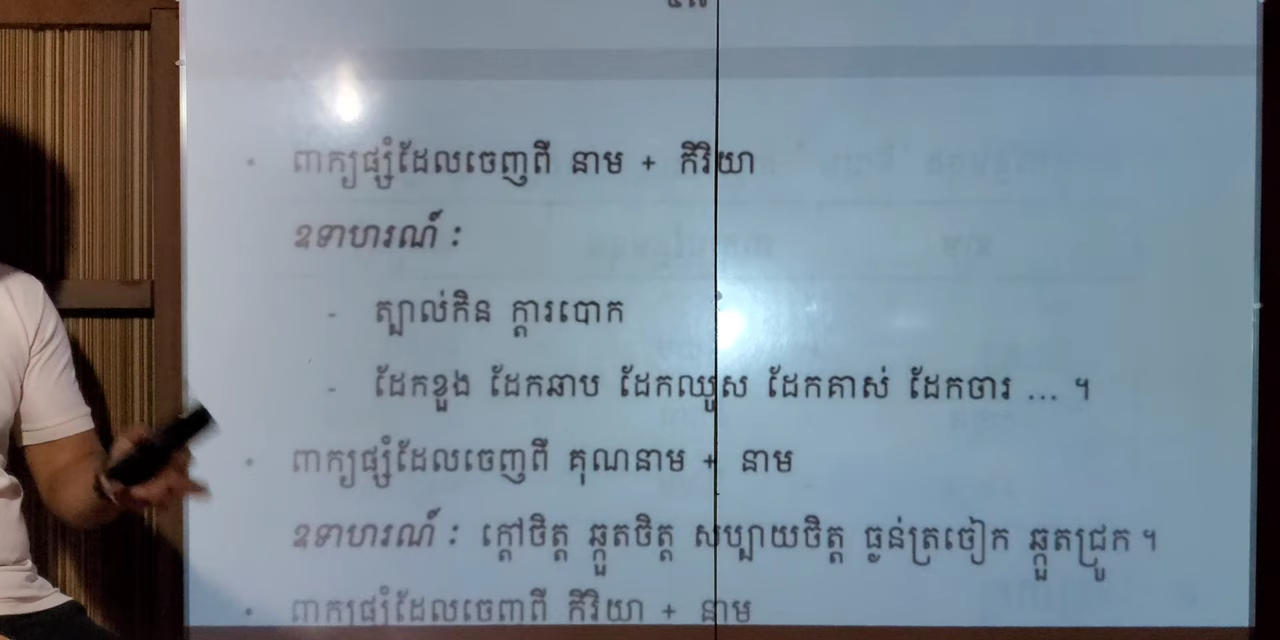 • ពាក្យផ្សំដែលចេញពី នាម + កិរិយា
ឧទាហរណ៍ ៖
- ត្បាល់កិន ក្តារបោក
- ដែកខួង ដែកឆាប ដែកឈូស ដែកគាស់ ដែកចារ ... ។
• ពាក្យផ្សំដែលចេញពី គុណនាម + នាម
ឧទាហរណ៍ ៖ ក្តៅចិត្ត ឆ្កួតចិត្ត សប្បាយចិត្ត ធ្ងន់ត្រចៀក ឆ្កួតជ្រូក ។
• ពាក្យផ្សំដែលចេញពី កិរិយា + នាម